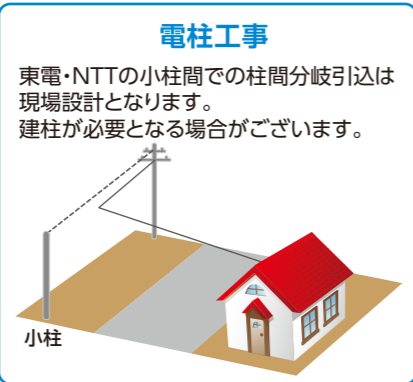 電柱工事
東電・NTTの小柱間での柱間分岐引込は
現場設計となります。
建柱が必要となる場合がございます。
小柱